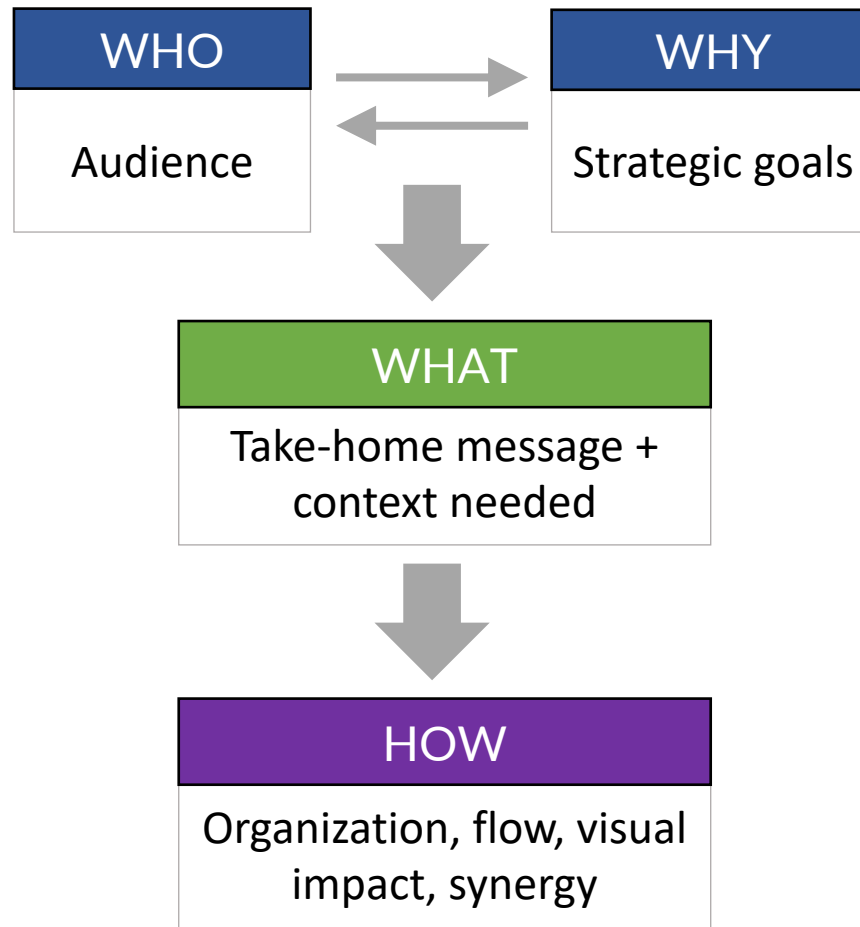 WHO
WHY
Audience
Strategic goals
WHAT
Take-home message +
context needed
HOW
Organization, flow, visual
impact, synergy